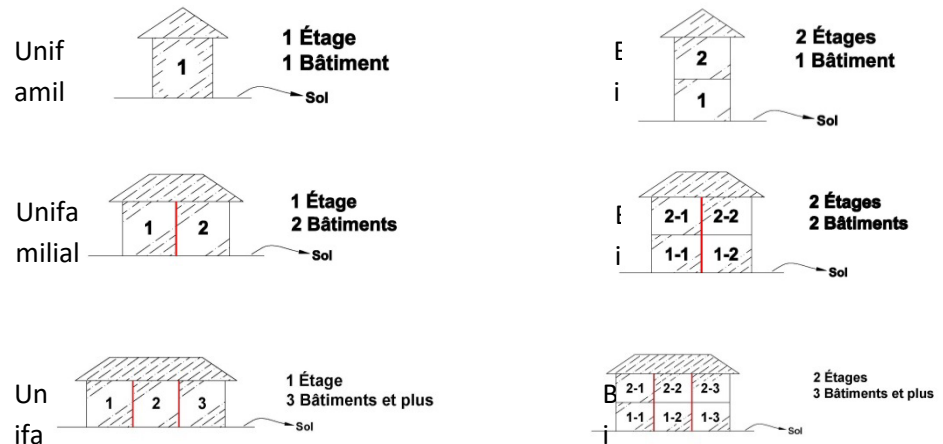 Unif
amil
1
1 Étage
1 Bâtiment
Sol
i
2
1
2 Étages
1 Bâtiment
Sol
Unifa
milial
1 2
1 Étage
2 Bâtiments
Sol
i
2-1 2-2
1-1 1-2
2 Étages
2 Bâtiments
Sol
Un
ifa
1 2 3
1 Étage
3 Bâtiments et plus
Sol
B
i
2-1 2-2 2-3
1-1 1-2 1-3
2 Étages
3 Bâtiments et plus
Sol